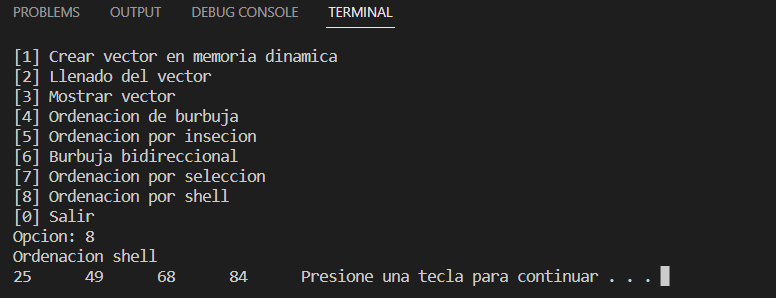 PROBLEMS OUTPUT DEBUG CONSOLE TERMINAL
[1] Crear vector en memoria dinamica
[2] Llenado del vector
[3] Mostrar vector
[4] Ordenacion de burbuja
[5] Ordenacion por insecion
[6] Burbuja bidireccional
[7] Ordenacion por seleccion
[8] Ordenacion por shell
[0] Salir
Opcion: 8
Ordenacion shell
25 49 68 84 Presione una tecla para continuar . . .